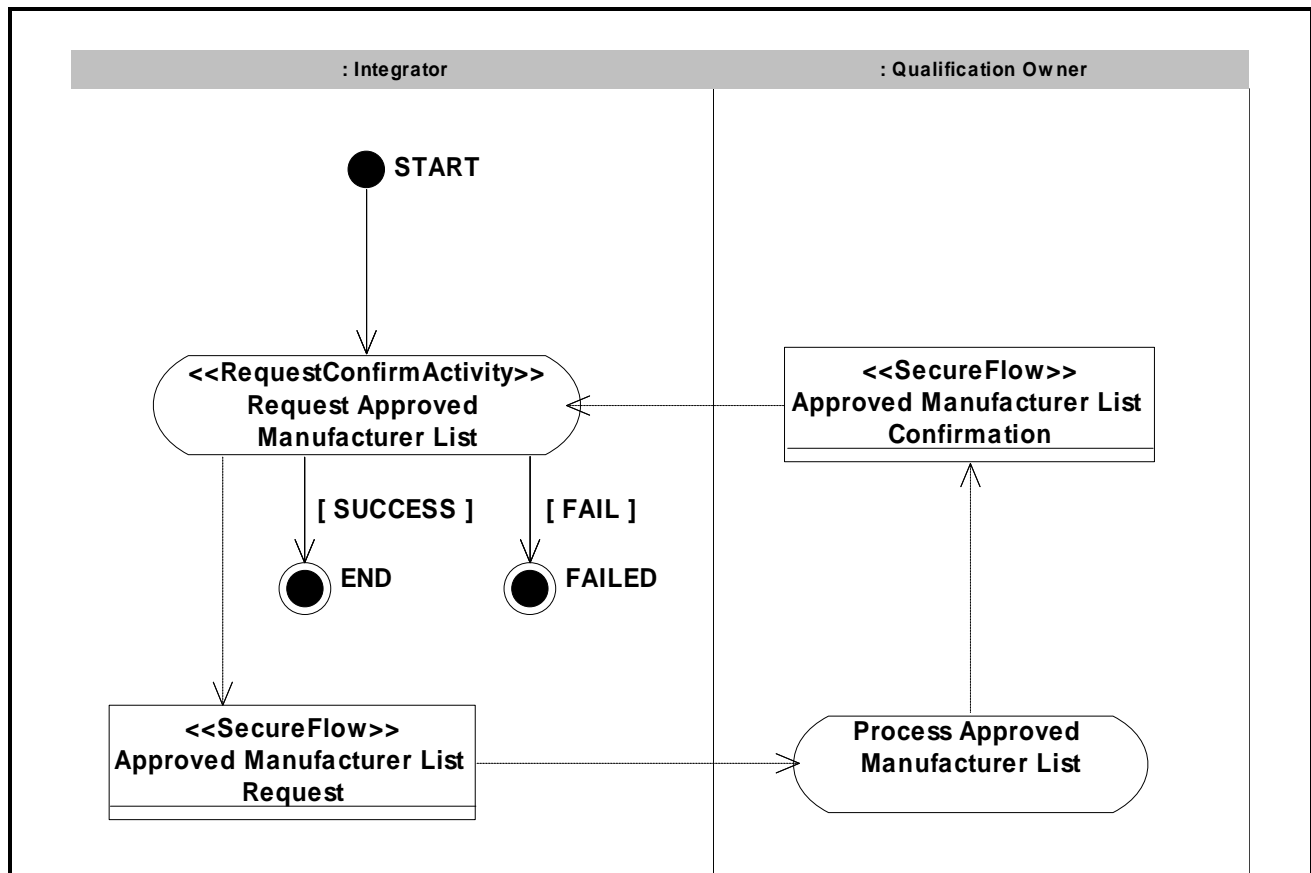 : Integrator
: Qualification Owner
START
<<RequestConfirmActivity>>
Request Approved
Manufacturer List
<<SecureFlow>>
Approved Manufacturer List
Confirmation
[ SUCCESS ]
[ FAIL ]
END
FAILED
<<SecureFlow>>
Approved Manufacturer List
Request
Process Approved
Manufacturer List